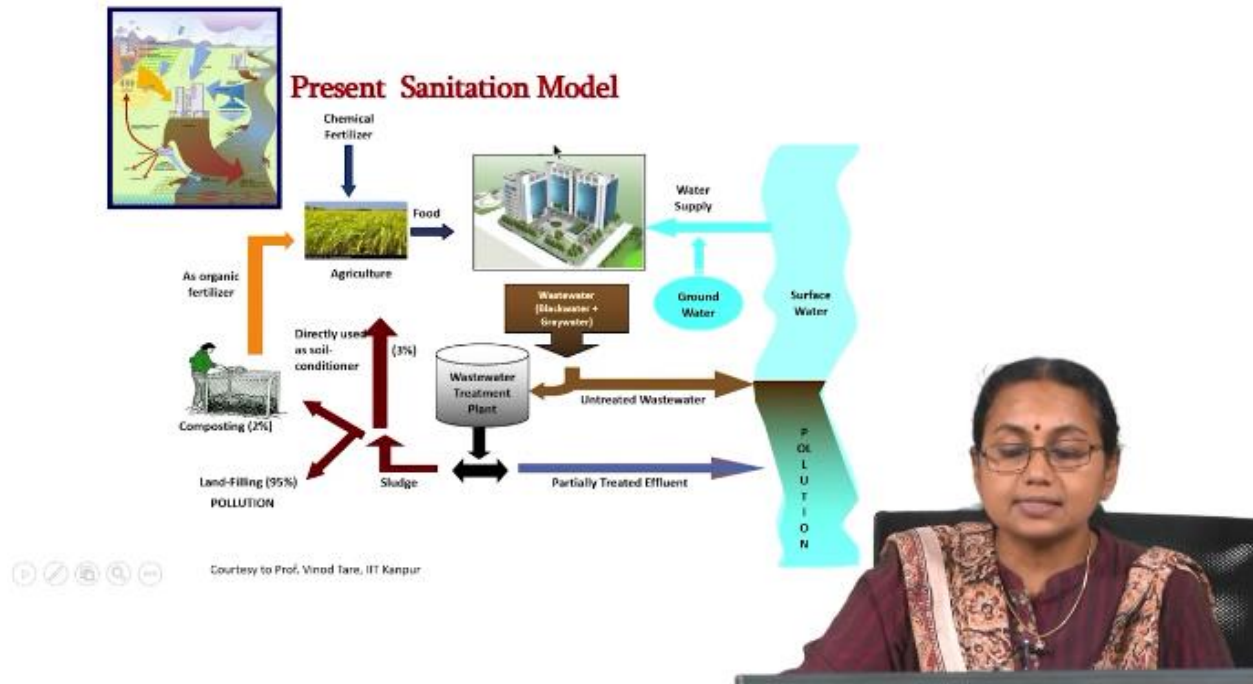 Present Sanitation Model
Chemical
Fertilizer
Food
Agriculture
As organic
fertilizer
Water
Supply
Ground
Water
Surface
Water
Wastewater
(Blackwater +
Graywater)
Directly used
as soil-
conditioner
(3%)
Wastewater
Treatment
Plant
Untreated Wastewater
Composting (2%)
Land-Filling (95%)
POLLUTION
Sludge
Partially Treated Effluent
P
O
L
L
U
T
I
O
N
Courtesy to Prof. Vinod Tare, IIT Kanpur